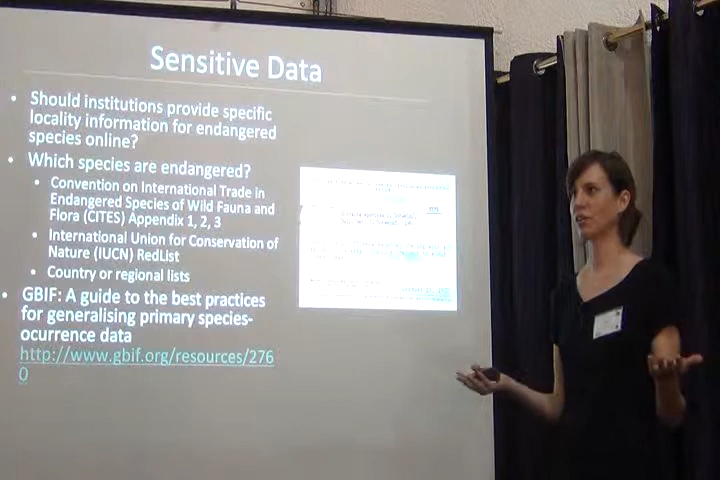 Sensitive Data
• Should institutions provide specific
locality information for endangered
species online?
• Which species are endangered?
• Convention on International Trade in
Endangered Species of Wild Fauna and
Flora (CITES) Appendix 1, 2, 3
• International Union for Conservation of
Nature (IUCN) RedList
• Country or regional lists
• GBIF: A guide to the best practices
for generalising primary species-
ocurrence data
http://www.gbif.org/resources/276
0